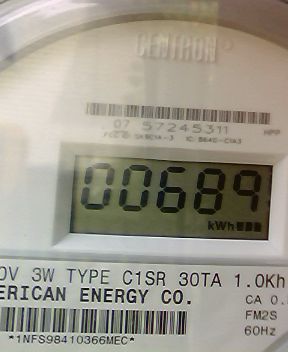 CENTRON®
07 57245311 HPP
00689
kWh
0V 3W TYPE C1SR 30TA 1.0Kh
ERICAN ENERGY CO. CA 0.
FM2S
60Hz
*1NFS98410366MEC*